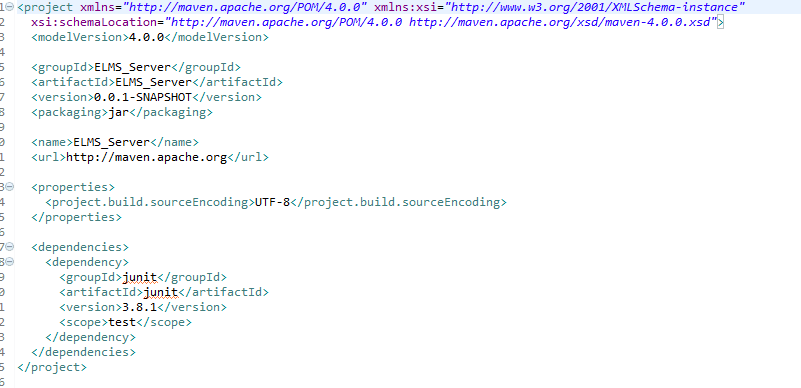 1 <project xmlns="http://maven.apache.org/POM/4.0.0" xmlns:xsi="http://www.w3.org/2001/XMLSchema-instance"
2   xsi:schemaLocation="http://maven.apache.org/POM/4.0.0 http://maven.apache.org/xsd/maven-4.0.0.xsd">
3   <modelVersion>4.0.0</modelVersion>
4
5   <groupId>ELMS_Server</groupId>
6   <artifactId>ELMS_Server</artifactId>
7   <version>0.0.1-SNAPSHOT</version>
8   <packaging>jar</packaging>
9
0   <name>ELMS_Server</name>
1   <url>http://maven.apache.org</url>
2
3   <properties>
4     <project.build.sourceEncoding>UTF-8</project.build.sourceEncoding>
5   </properties>
6
7   <dependencies>
8     <dependency>
9       <groupId>junit</groupId>
0       <artifactId>junit</artifactId>
1       <version>3.8.1</version>
2       <scope>test</scope>
3     </dependency>
4   </dependencies>
5 </project>
6